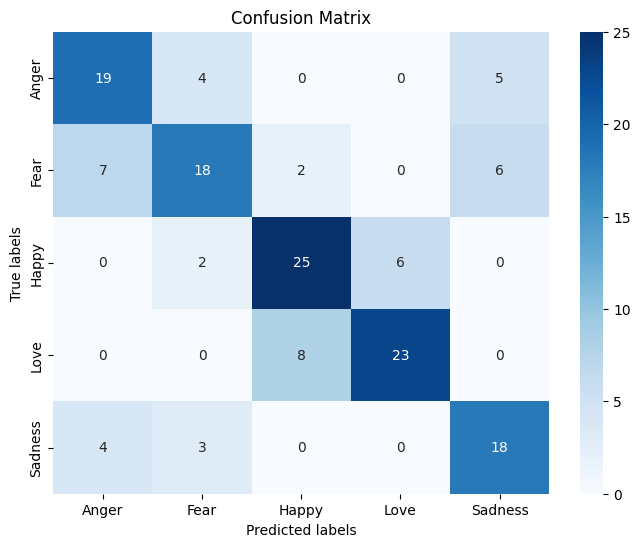 Confusion Matrix
Anger 19 4 0 0 5
Fear 7 18 2 0 6
Happy 0 2 25 6 0
Love 0 0 8 23 0
Sadness 4 3 0 0 18
Anger Fear Happy Love Sadness
Predicted labels
True labels
25
20
15
10
5
0